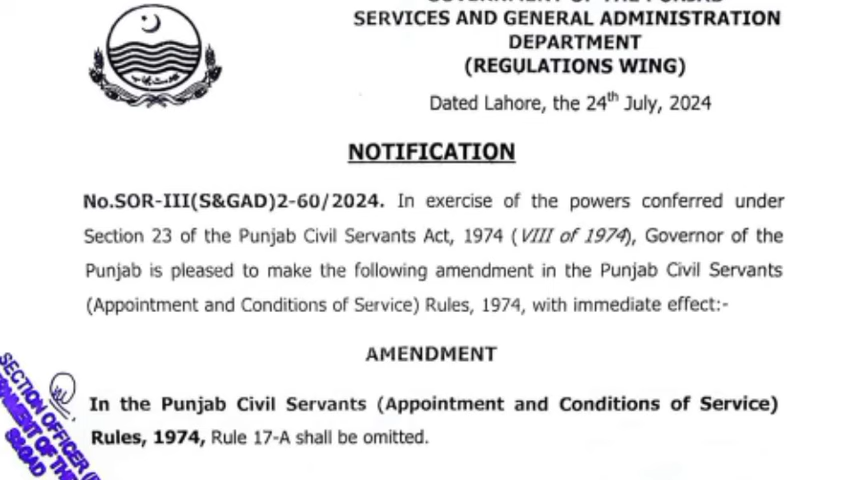 SERVICES AND GENERAL ADMINISTRATION
DEPARTMENT
(REGULATIONS WING)
Dated Lahore, the 24th July, 2024
NOTIFICATION
No.SOR-III(S&GAD)2-60/2024. In exercise of the powers conferred under
Section 23 of the Punjab Civil Servants Act, 1974 (VIII of 1974), Governor of the
Punjab is pleased to make the following amendment in the Punjab Civil Servants
(Appointment and Conditions of Service) Rules, 1974, with immediate effect:-
AMENDMENT
In the Punjab Civil Servants (Appointment and Conditions of Service)
Rules, 1974, Rule 17-A shall be omitted.
SECTION OFFICER
OF THE
S&GAD